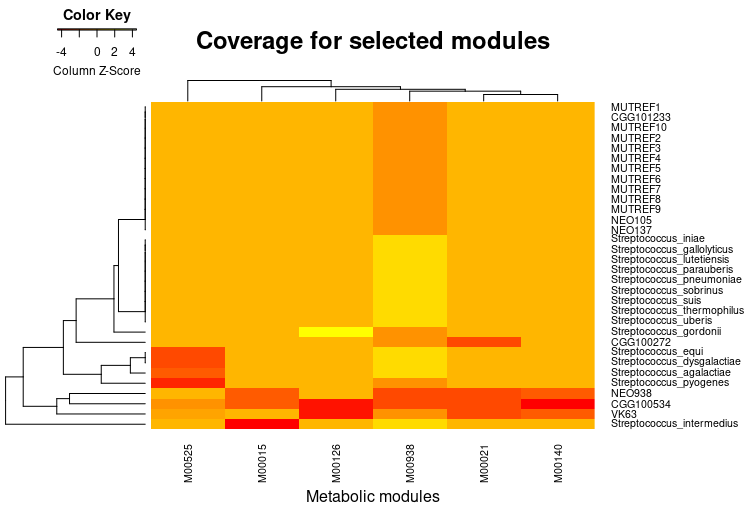 Color Key
-4 0 2 4
Column Z-Score
Coverage for selected modules
MUTREF1
CGG101233
MUTREF10
MUTREF2
MUTREF3
MUTREF4
MUTREF5
MUTREF6
MUTREF7
MUTREF8
MUTREF9
NEO105
NEO137
Streptococcus_iniae
Streptococcus_gallolyticus
Streptococcus_lutetiensis
Streptococcus_parauberis
Streptococcus_pneumoniae
Streptococcus_sobrinus
Streptococcus_suis
Streptococcus_thermophilus
Streptococcus_uberis
Streptococcus_gordonii
CGG100272
Streptococcus_equi
Streptococcus_dysgalactiae
Streptococcus_agalactiae
Streptococcus_pyogenes
NEO938
CGG100534
VK63
Streptococcus_intermedius
M00525
M00015
M00126
M00938
M00021
M00140
Metabolic modules